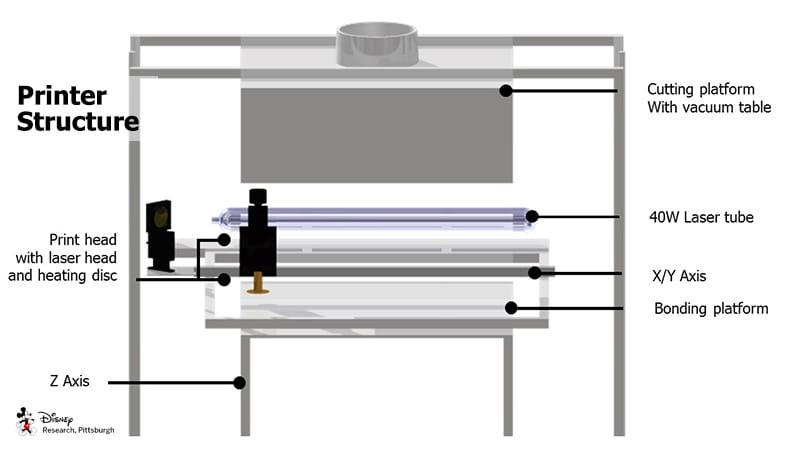 Printer
Structure
Cutting platform
With vacuum table
40W Laser tube
Print head
with laser head
and heating disc
X/Y Axis
Bonding platform
Z Axis
Disney
Research, Pittsburgh